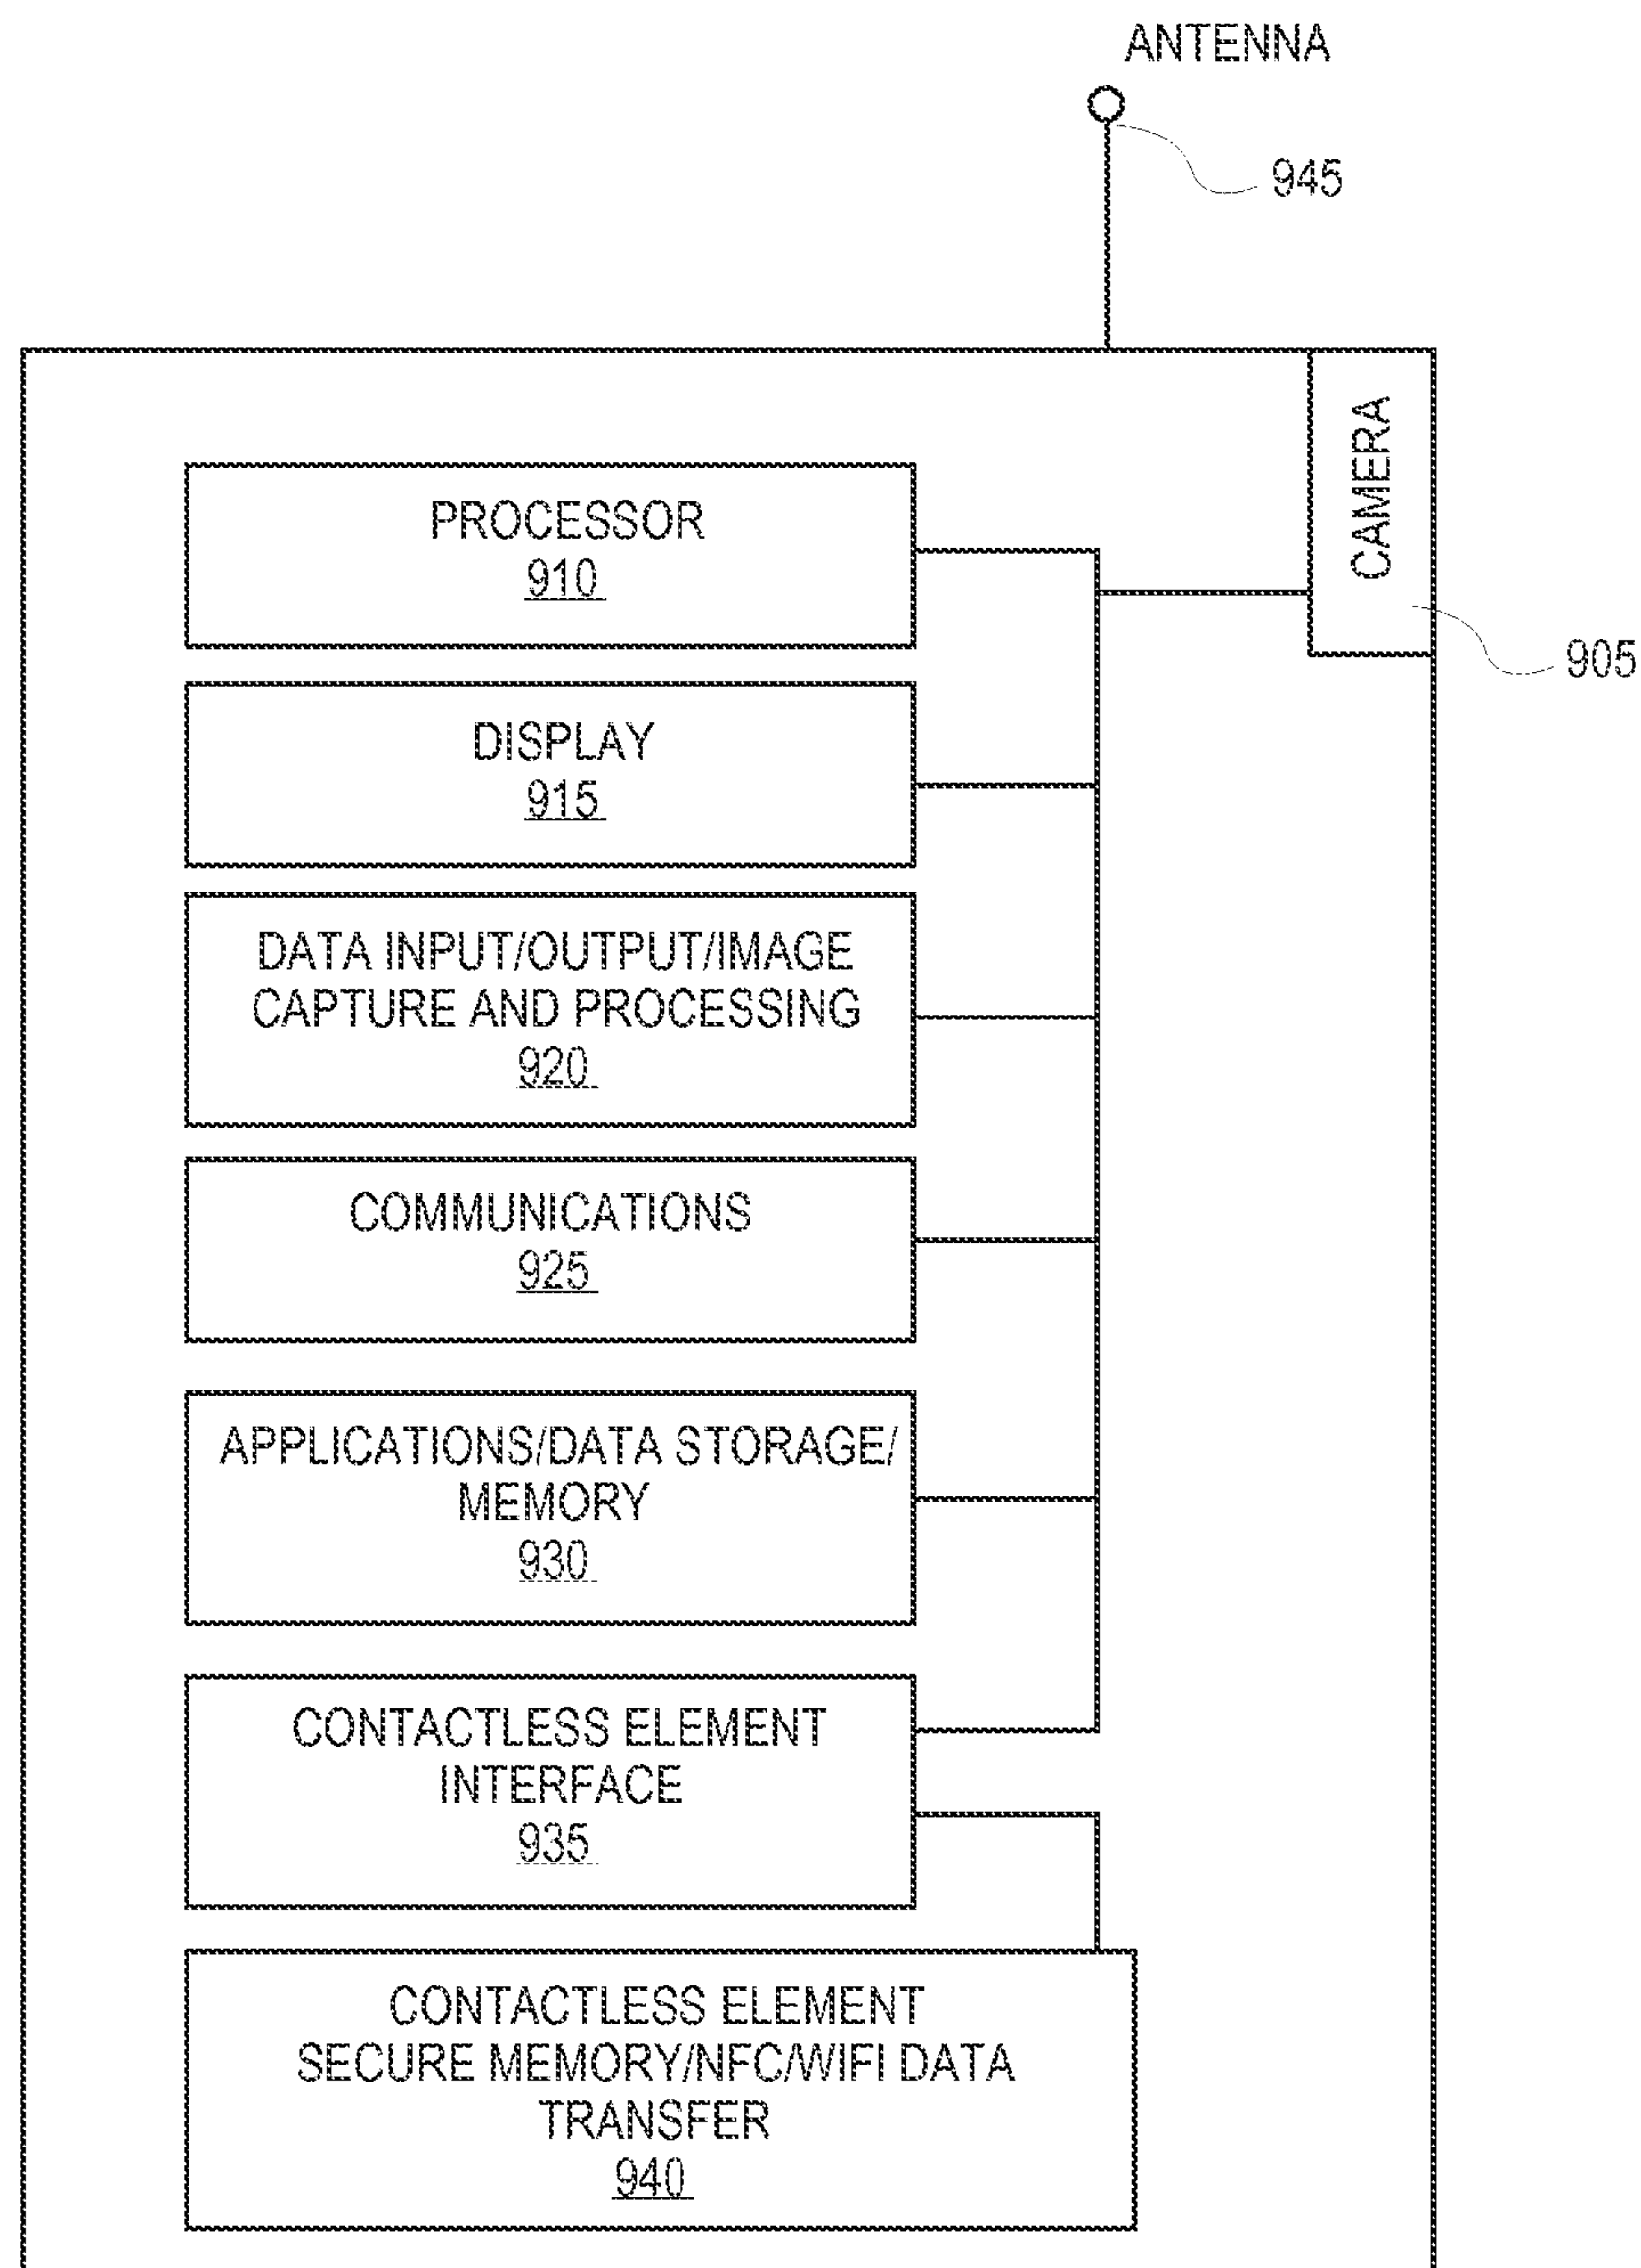 ANTENNA
945
CAMERA
905
PROCESSOR
910
DISPLAY
915
DATA INPUT/OUTPUT/IMAGE
CAPTURE AND PROCESSING
920
COMMUNICATIONS
925
APPLICATIONS/DATA STORAGE/
MEMORY
930
CONTACTLESS ELEMENT
INTERFACE
935
CONTACTLESS ELEMENT
SECURE MEMORY/NFC/WIFI DATA
TRANSFER
940